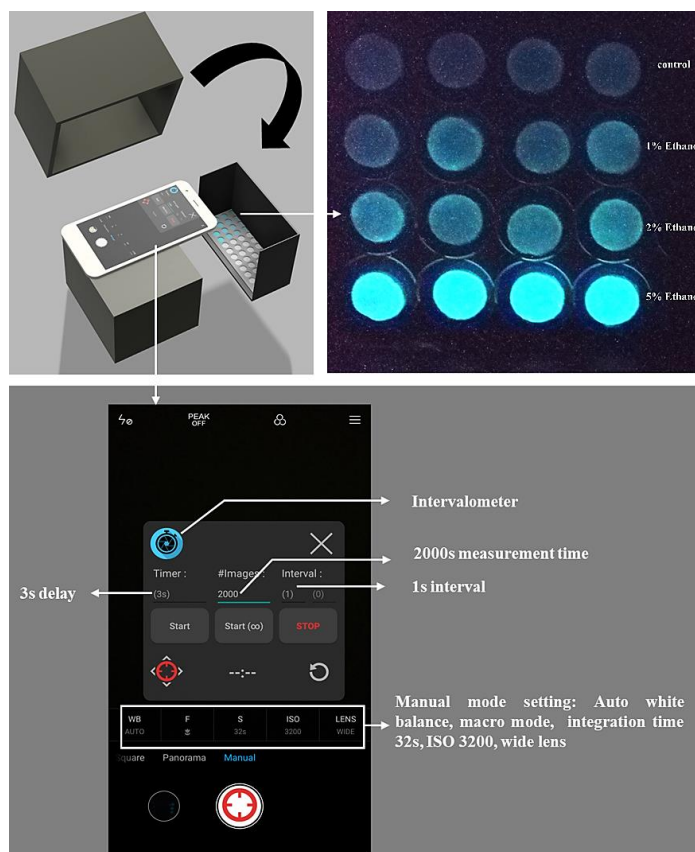 control
1% Ethano
2% Ethano
5% Ethano
PEAK
OFF
Intervalometer
Timer :
#Images :
Interval :
2000s measurement time
3s delay
(3s)
2000
(1)
(0)
1s interval
Start
Start (∞)
STOP
--:--
Manual mode setting: Auto white
balance, macro mode, integration time
32s, ISO 3200, wide lens
WB
F
S
ISO
LENS
AUTO
32s
3200
WIDE
quare
Panorama
Manual